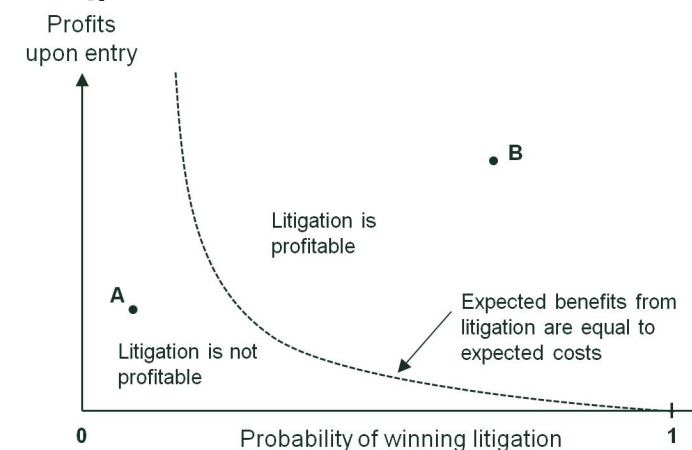 Profits
upon entry
B
Litigation is
profitable
A
Expected benefits from
litigation are equal to
expected costs
Litigation is not
profitable
0
Probability of winning litigation
1